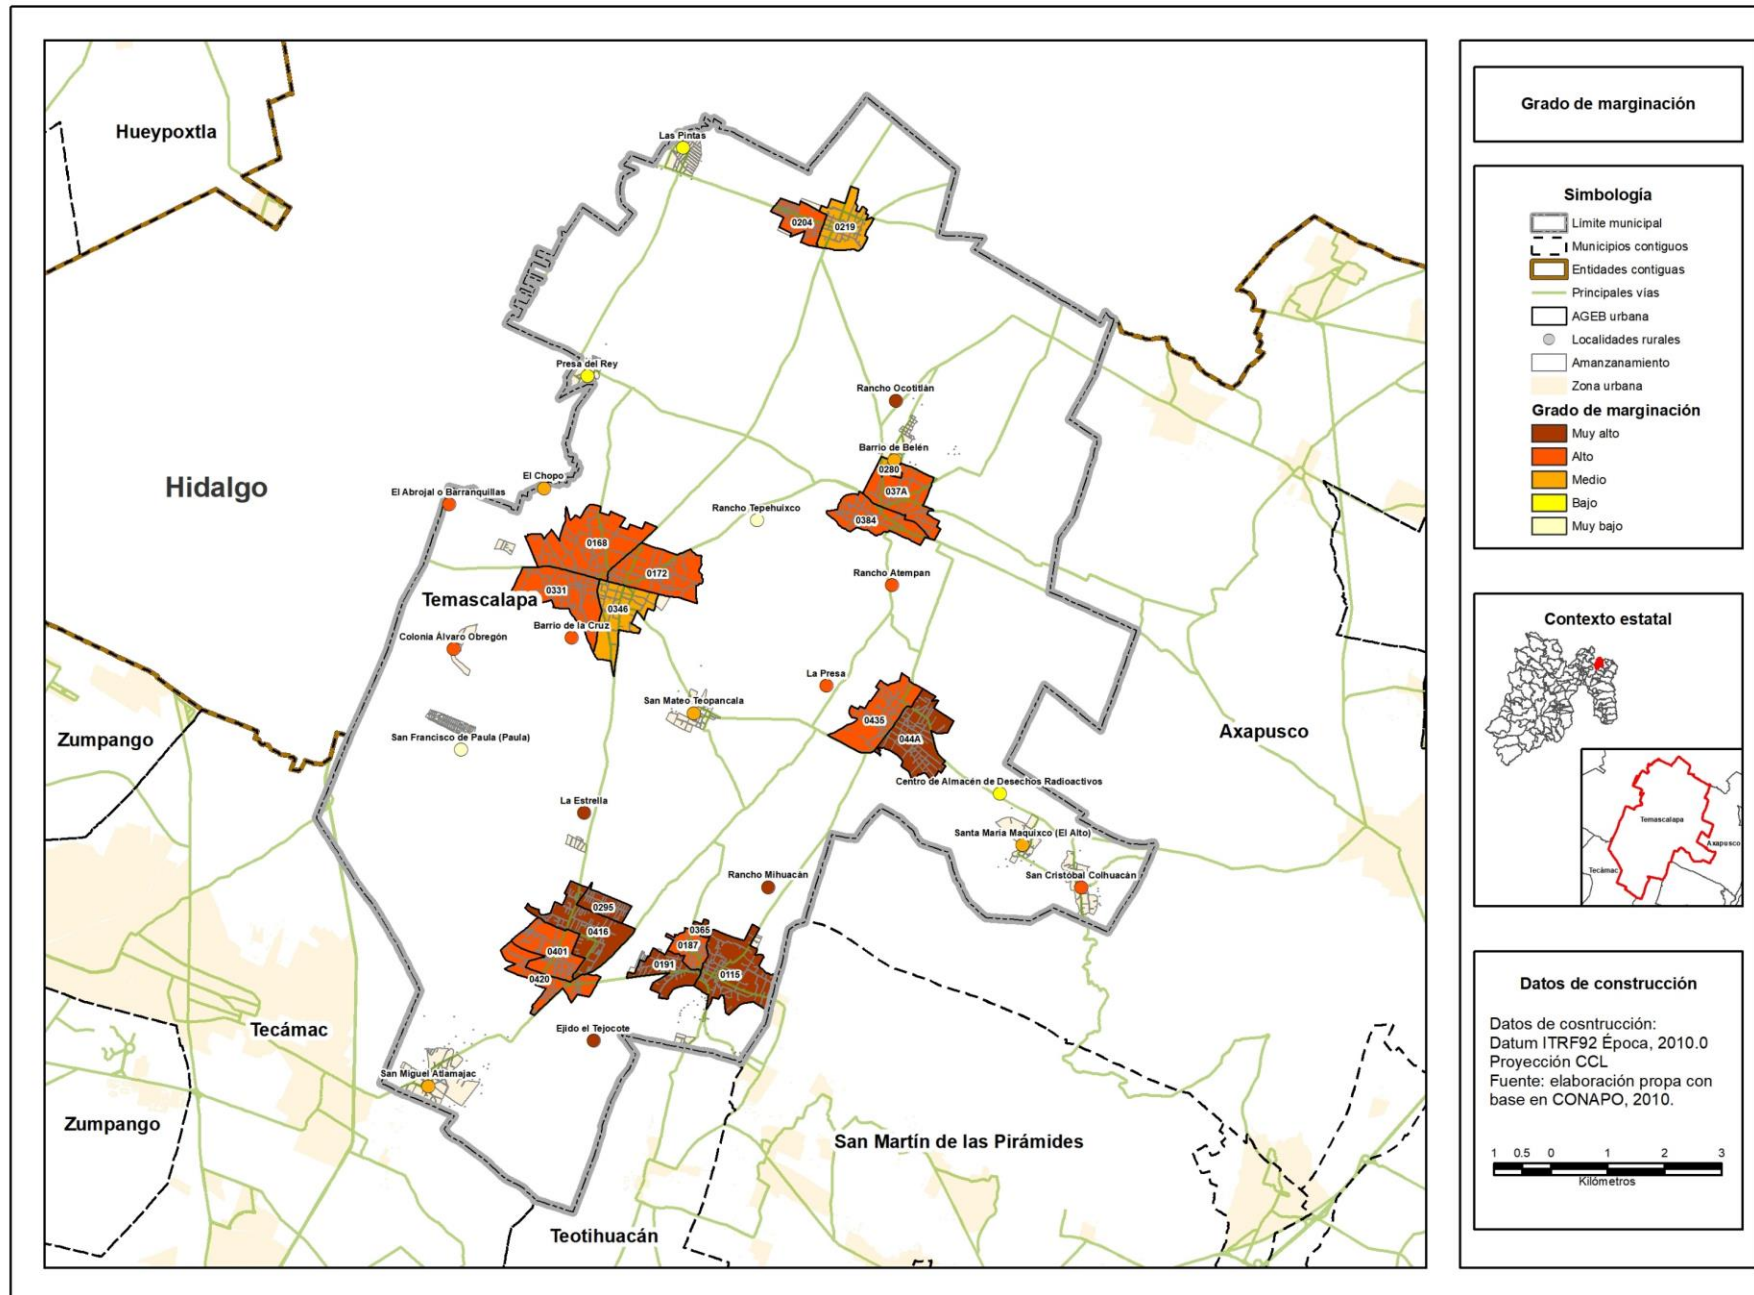 Hueypoxtla
Las Pintas
0204
0219
Presa del Rey
Rancho Ocotitlán
Barrio de Belén
0280
037A
0384
Hidalgo
El Chopo
El Abrojal o Barranquillas
Rancho Tepehuixco
0168
0172
0331
0346
Temascalapa
Rancho Atempan
Barrio de la Cruz
Colonia Álvaro Obregón
La Presa
San Mateo Teopancala
0435
044A
Axapusco
Zumpango
San Francisco de Paula (Paula)
Centro de Almacén de Desechos Radioactivos
La Estrella
Santa María Maquixco (El Alto)
Rancho Mihuacán
San Cristóbal Colhuacán
0295
0416
0401
0420
0365
0187
0191
0115
Tecámac
Ejido el Tejocote
San Miguel Atlamajac
Zumpango
San Martín de las Pirámides
Teotihuacán
Grado de marginación
Simbología
Límite municipal
Municipios contiguos
Entidades contiguas
Principales vías
AGEB urbana
Localidades rurales
Amanzanamiento
Zona urbana
Grado de marginación
Muy alto
Alto
Medio
Bajo
Muy bajo
Contexto estatal
Temascalapa
Axapusco
Tecámac
Datos de construcción
Datos de cosntrucción:
Datum ITRF92 Época, 2010.0
Proyección CCL
Fuente: elaboración propa con
base en CONAPO, 2010.
1 0.5 0 1 2 3
Kilómetros